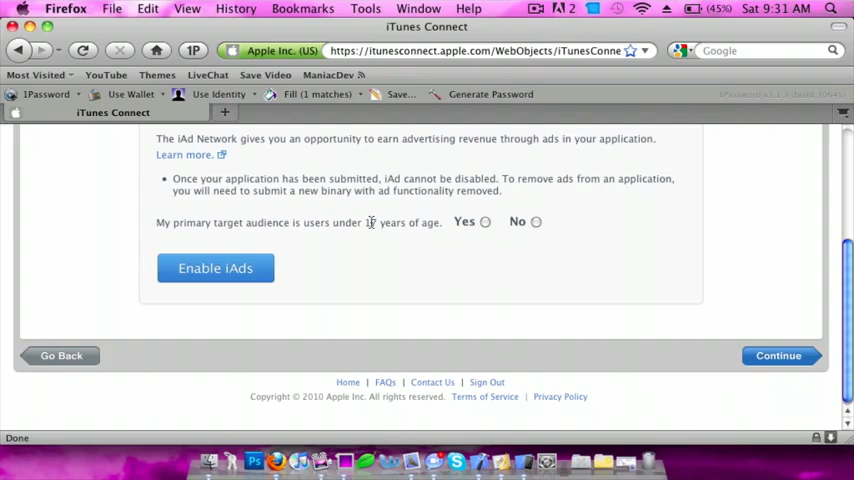 Firefox File Edit View History Bookmarks Tools Window Help 2 (45%) Sat 9:31 AM
iTunes Connect
1P Apple Inc. (US) https://itunesconnect.apple.com/WebObjects/iTunesConne Google
Most Visited YouTube Themes LiveChat Save Video ManiacDev
1Password Use Wallet Use Identity Fill (1 matches) Save... Generate Password
iTunes Connect
The iAd Network gives you an opportunity to earn advertising revenue through ads in your application.
Learn more.
• Once your application has been submitted, iAd cannot be disabled. To remove ads from an application,
you will need to submit a new binary with ad functionality removed.
My primary target audience is users under 17 years of age. Yes No
Enable iAds
Go Back Continue
Home FAQs Contact Us Sign Out
Copyright © 2010 Apple Inc. All rights reserved. Terms of Service Privacy Policy
Done
Ps